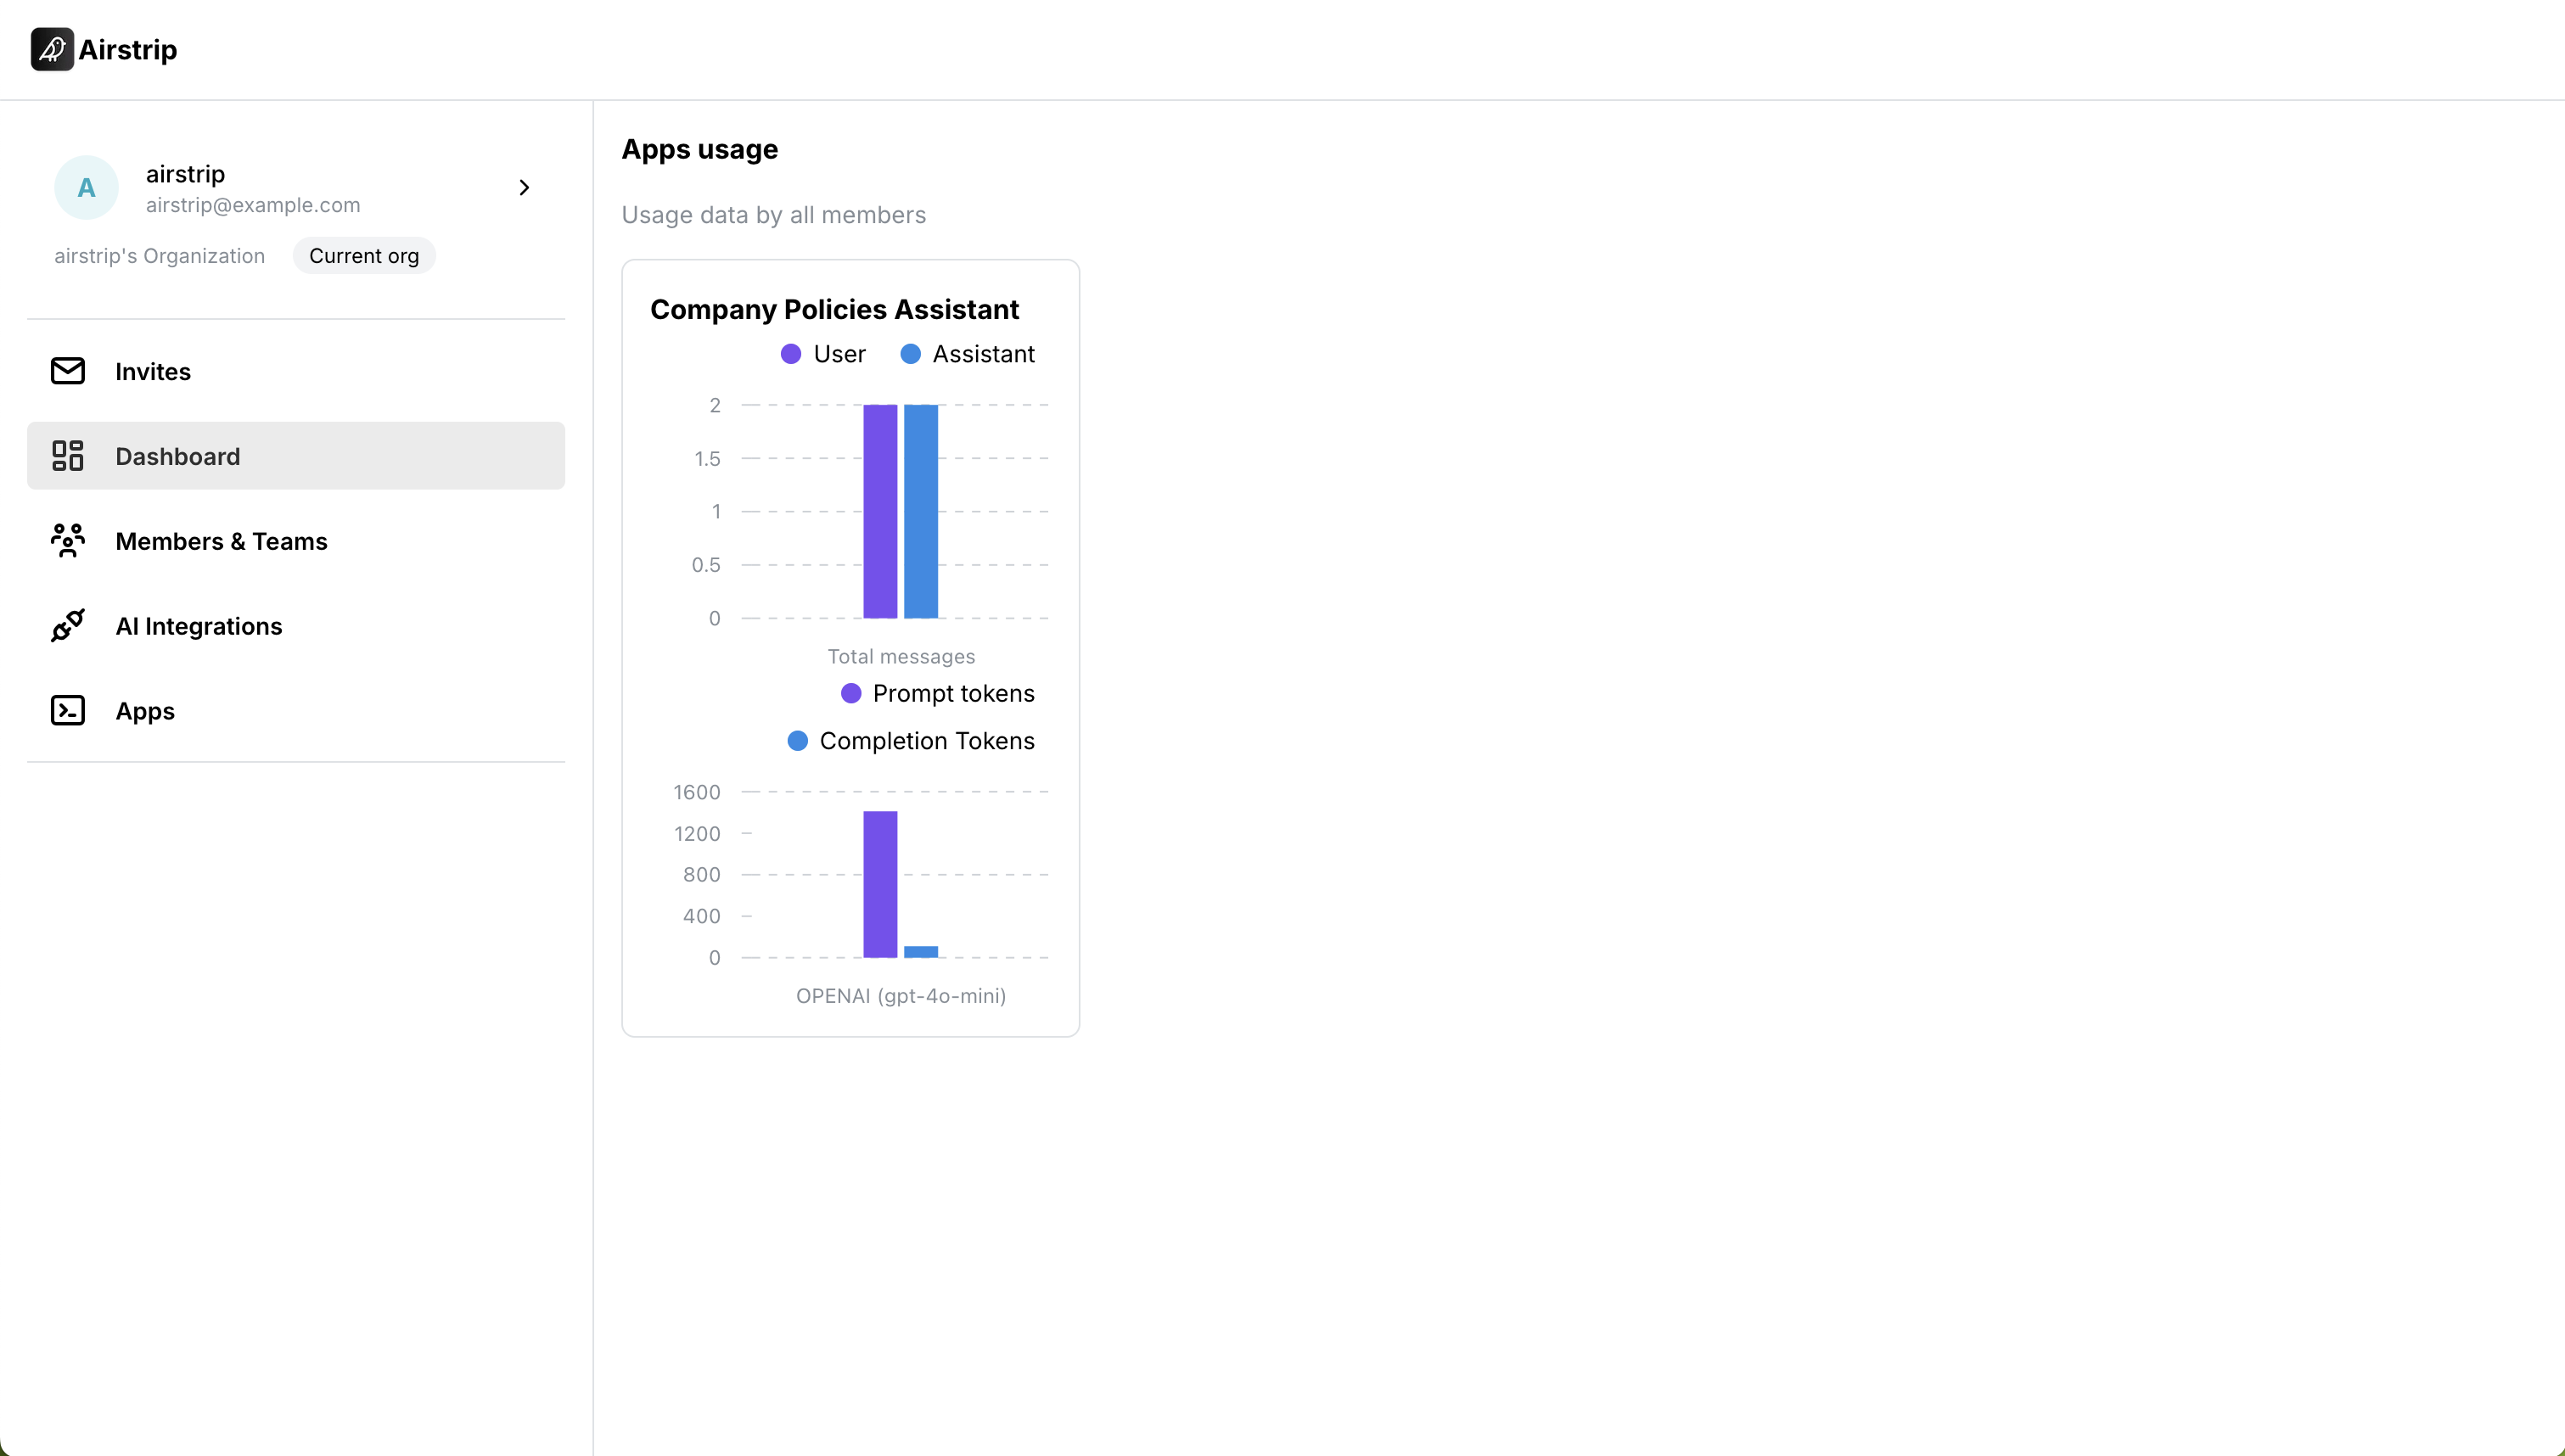 Airstrip
A
airstrip
airstrip@example.com
airstrip's Organization
Current org
Invites
Dashboard
Members & Teams
AI Integrations
Apps
Apps usage
Usage data by all members
Company Policies Assistant
User Assistant
2
1.5
1
0.5
0
Total messages
Prompt tokens
Completion Tokens
1600
1200
800
400
0
OPENAI (gpt-4o-mini)